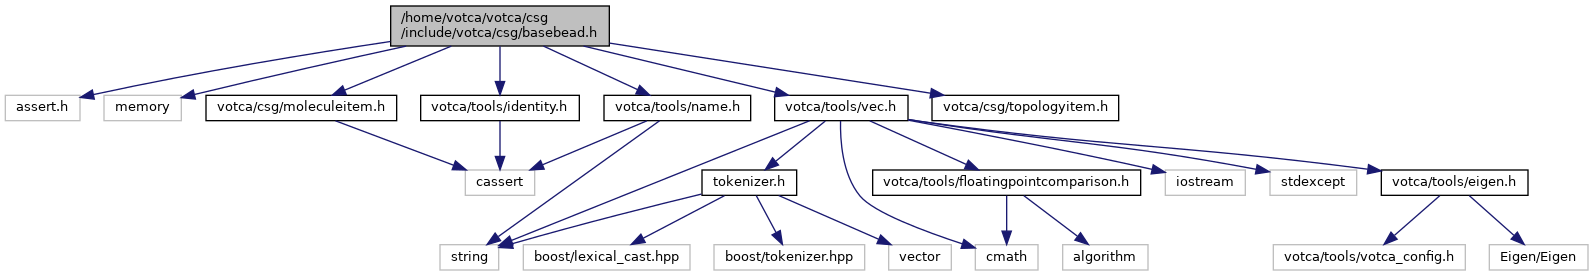 /home/votca/votca/csg
/include/votca/csg/basebead.h
assert.h
memory
votca/csg/moleculeitem.h
votca/tools/identity.h
votca/tools/name.h
votca/tools/vec.h
votca/csg/topologyitem.h
cassert
tokenizer.h
votca/tools/floatingpointcomparison.h
iostream
stdexcept
votca/tools/eigen.h
string
boost/lexical_cast.hpp
boost/tokenizer.hpp
vector
cmath
algorithm
votca/tools/votca_config.h
Eigen/Eigen